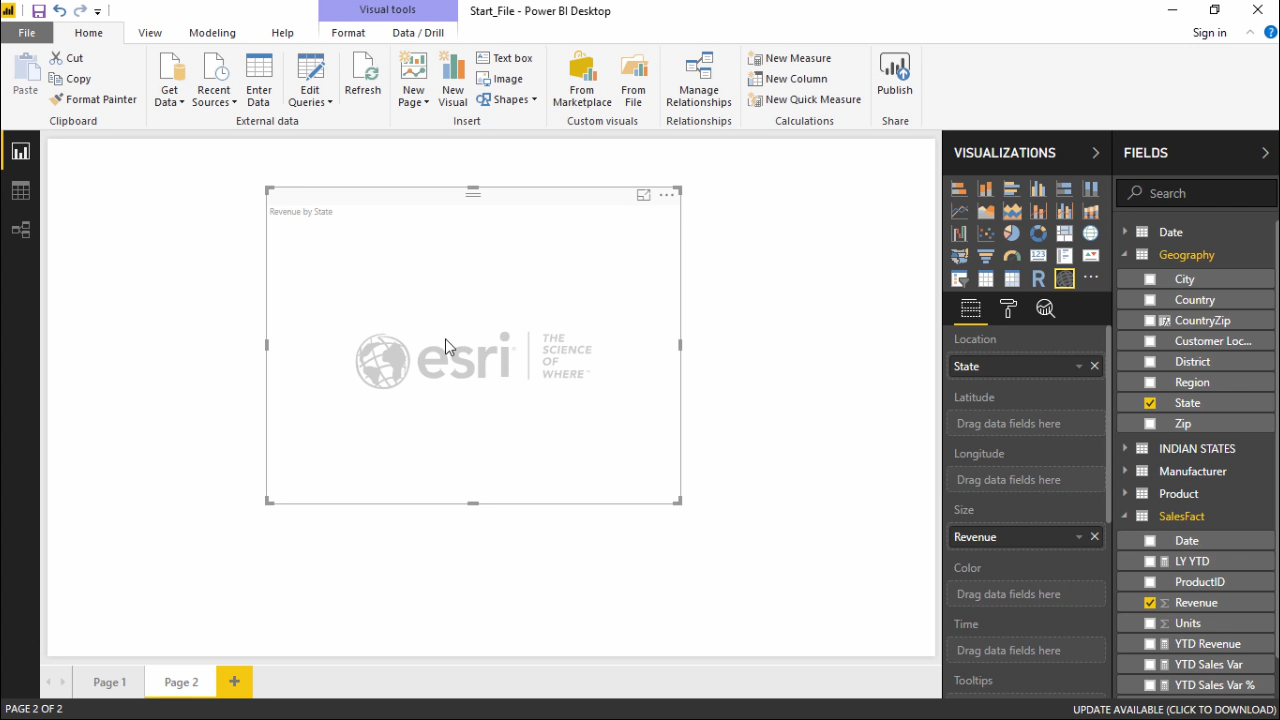 Visual tools
Start_File - Power BI Desktop
File
Home
View
Modeling
Help
Format
Data / Drill
Sign in
Paste
Cut
Copy
Format Painter
Clipboard
Get Data
Recent Sources
Enter Data
Edit Queries
Refresh
External data
New Page
New Visual
Text box
Image
Shapes
Insert
From Marketplace
From File
Custom visuals
Manage Relationships
Relationships
New Measure
New Column
New Quick Measure
Calculations
Publish
Share
Revenue by State
esri
THE
SCIENCE
OF
WHERE™
VISUALIZATIONS
Location
State
Latitude
Drag data fields here
Longitude
Drag data fields here
Size
Revenue
Color
Drag data fields here
Time
Drag data fields here
Tooltips
FIELDS
Search
Date
Geography
City
Country
CountryZip
Customer Loc...
District
Region
State
Zip
INDIAN STATES
Manufacturer
Product
SalesFact
Date
LY YTD
ProductID
Revenue
Units
YTD Revenue
YTD Sales Var
YTD Sales Var %
Page 1
Page 2
PAGE 2 OF 2
UPDATE AVAILABLE (CLICK TO DOWNLOAD)